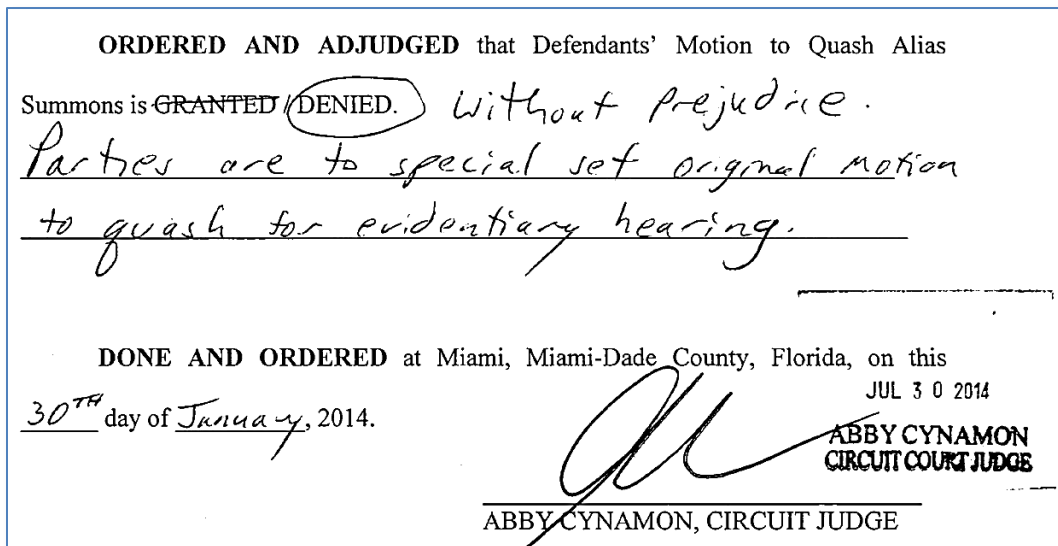 ORDERED AND ADJUDGED that Defendants' Motion to Quash Alias
Summons is GRANTED / DENIED. without prejudice.
Parties are to special set original motion
to quash for evidentiary hearing.
DONE AND ORDERED at Miami, Miami-Dade County, Florida, on this
JUL 30 2014
30TH day of January, 2014.
ABBY CYNAMON
CIRCUIT COURT JUDGE
ABBY CYNAMON, CIRCUIT JUDGE